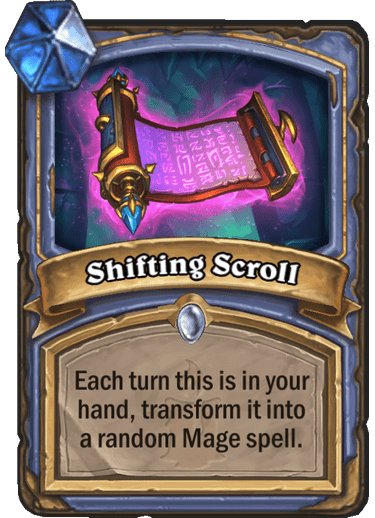 Shifting Scroll
Each turn this is in your
hand, transform it into
a random Mage spell.